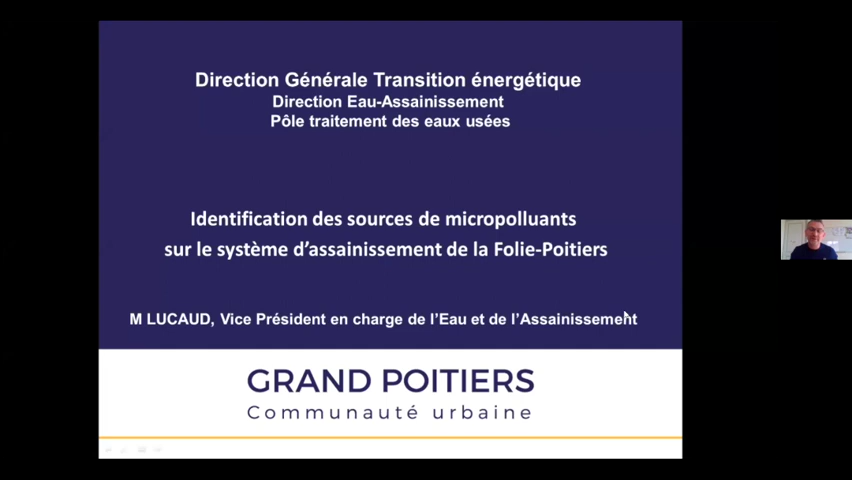 Direction Générale Transition énergétique
Direction Eau-Assainissement
Pôle traitement des eaux usées
Identification des sources de micropolluants
sur le système d'assainissement de la Folie-Poitiers
M LUCAUD, Vice Président en charge de l'Eau et de l'Assainissement
GRAND POITIERS
Communauté urbaine